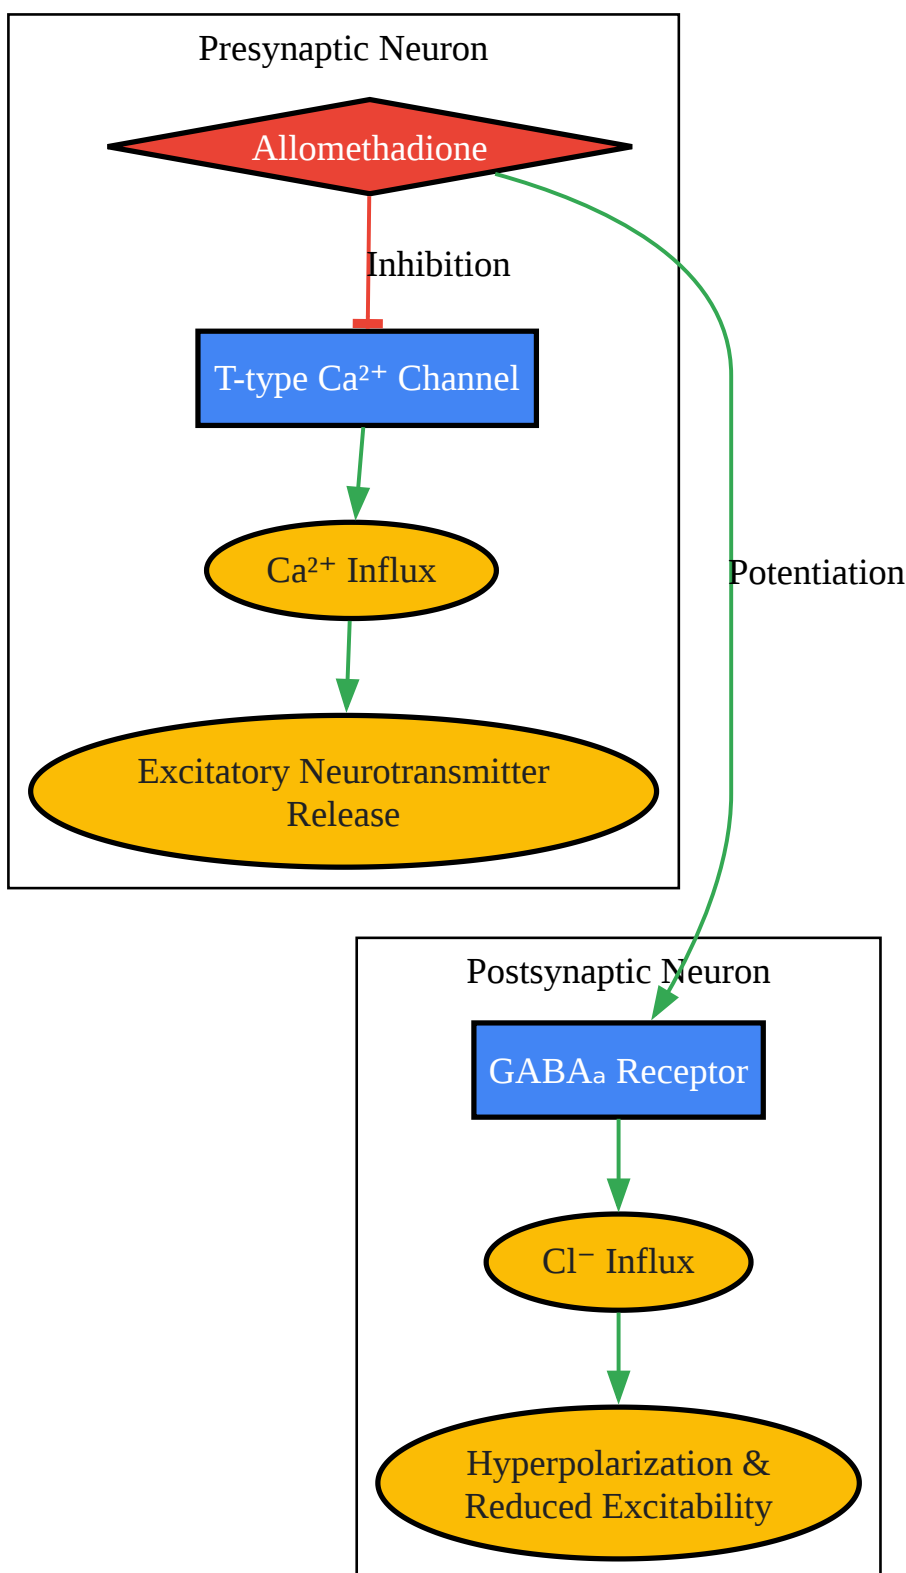 Presynaptic Neuron
Allomethadione
Inhibition
T-type Ca²⁺ Channel
Ca²⁺ Influx
Potentiation
Excitatory Neurotransmitter
Release
Postsynaptic Neuron
GABAₐ Receptor
Cl⁻ Influx
Hyperpolarization &
Reduced Excitability